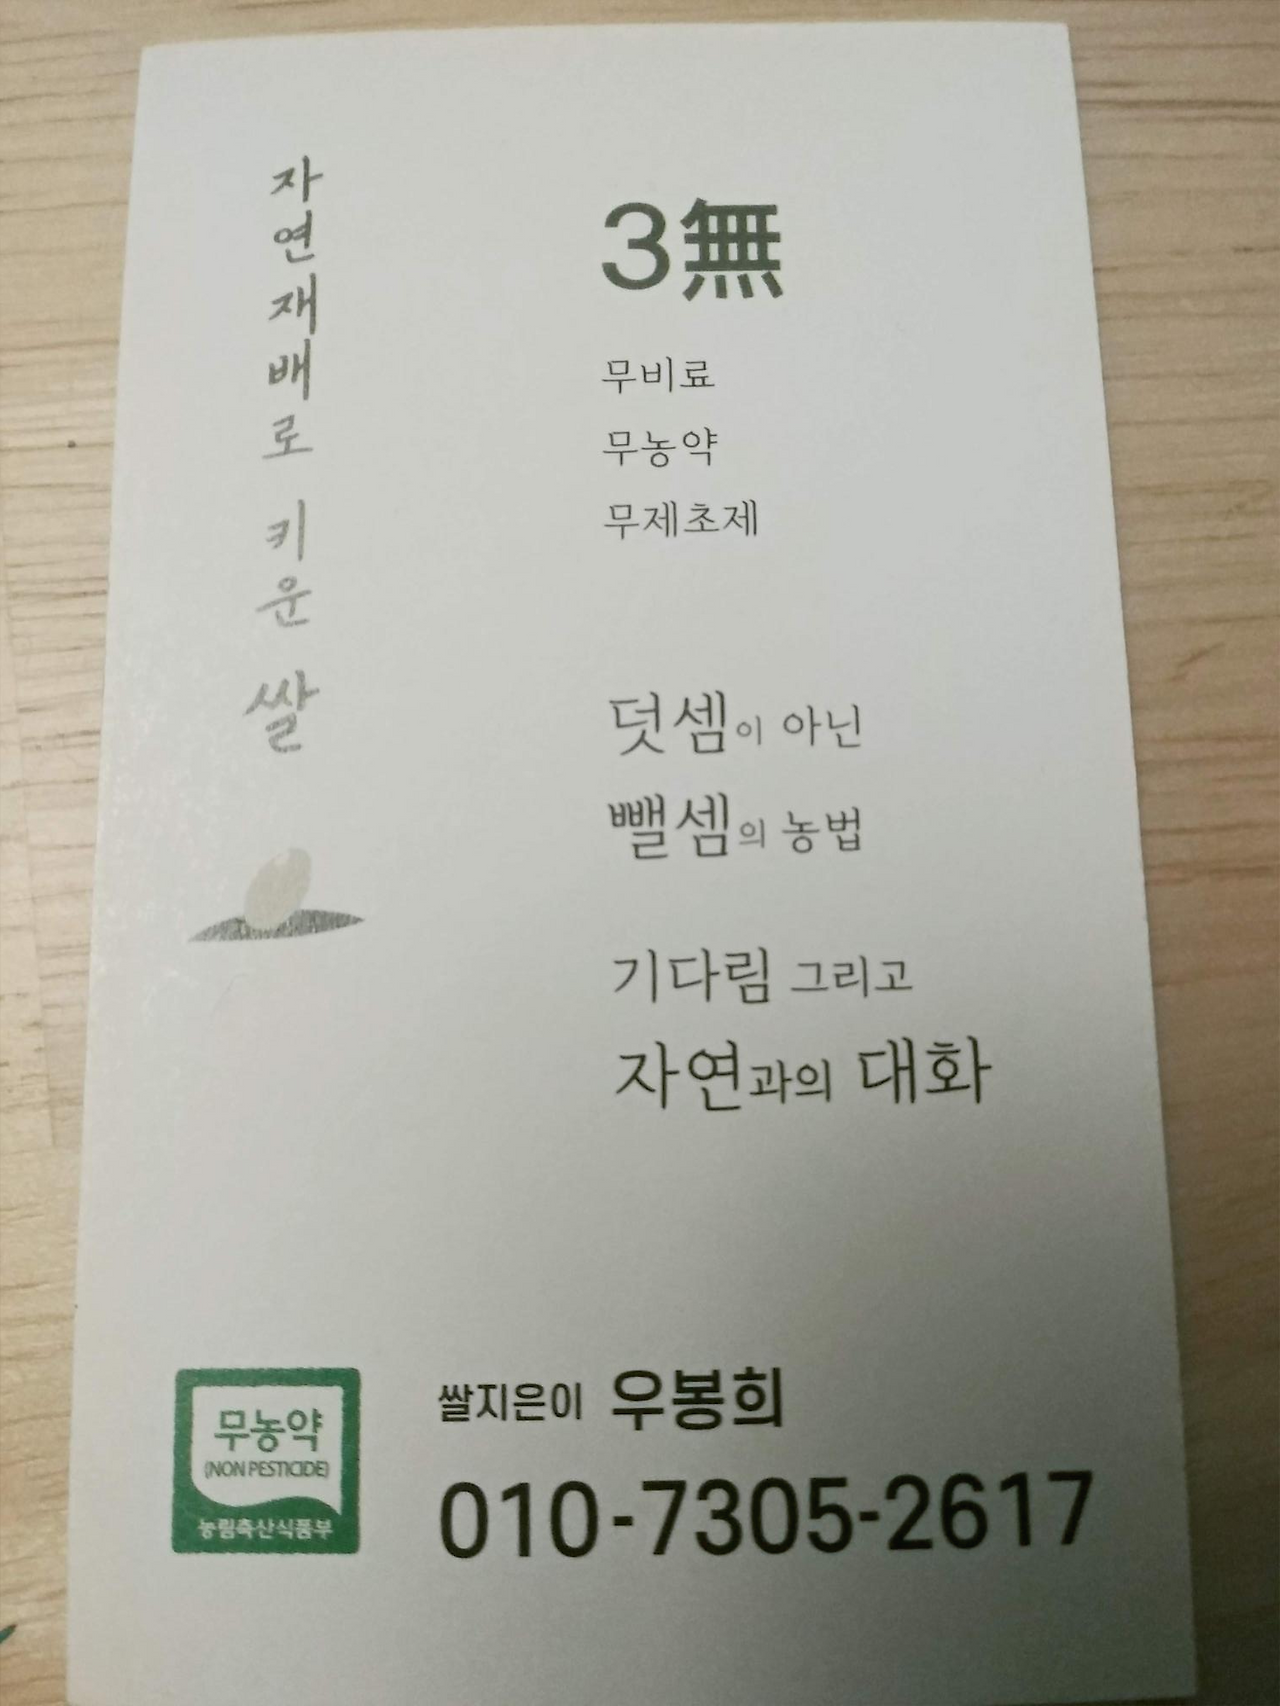 자연재배로 키운 쌀
3無
무비료
무농약
무제초제
덧셈이 아닌
뺄셈의 농법
기다림 그리고
자연과의 대화
무농약
(NON PESTICIDE)
농림축산식품부
쌀지은이 우봉희
010-7305-2617